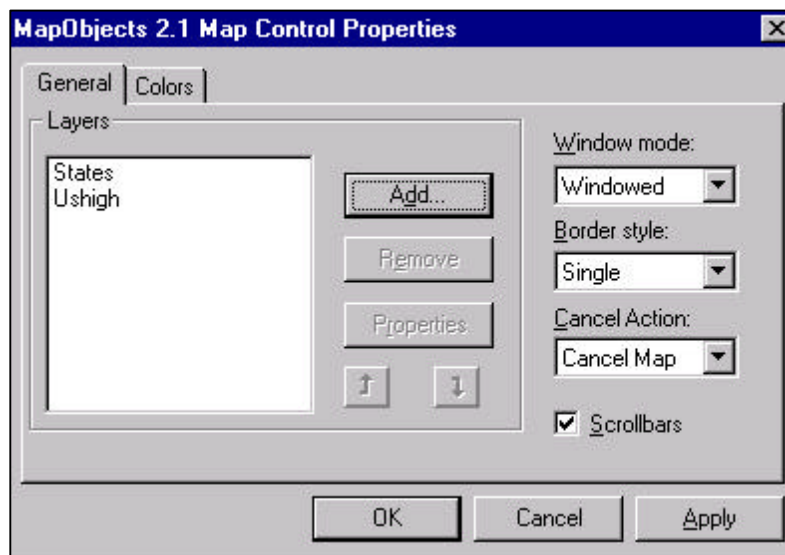 MapObjects 2.1 Map Control Properties
General
Colors
Layers
States
Ushigh
Add...
Remove
Properties
Window mode:
Windowed
Border style:
Single
Cancel Action:
Cancel Map
Scrollbars
OK
Cancel
Apply